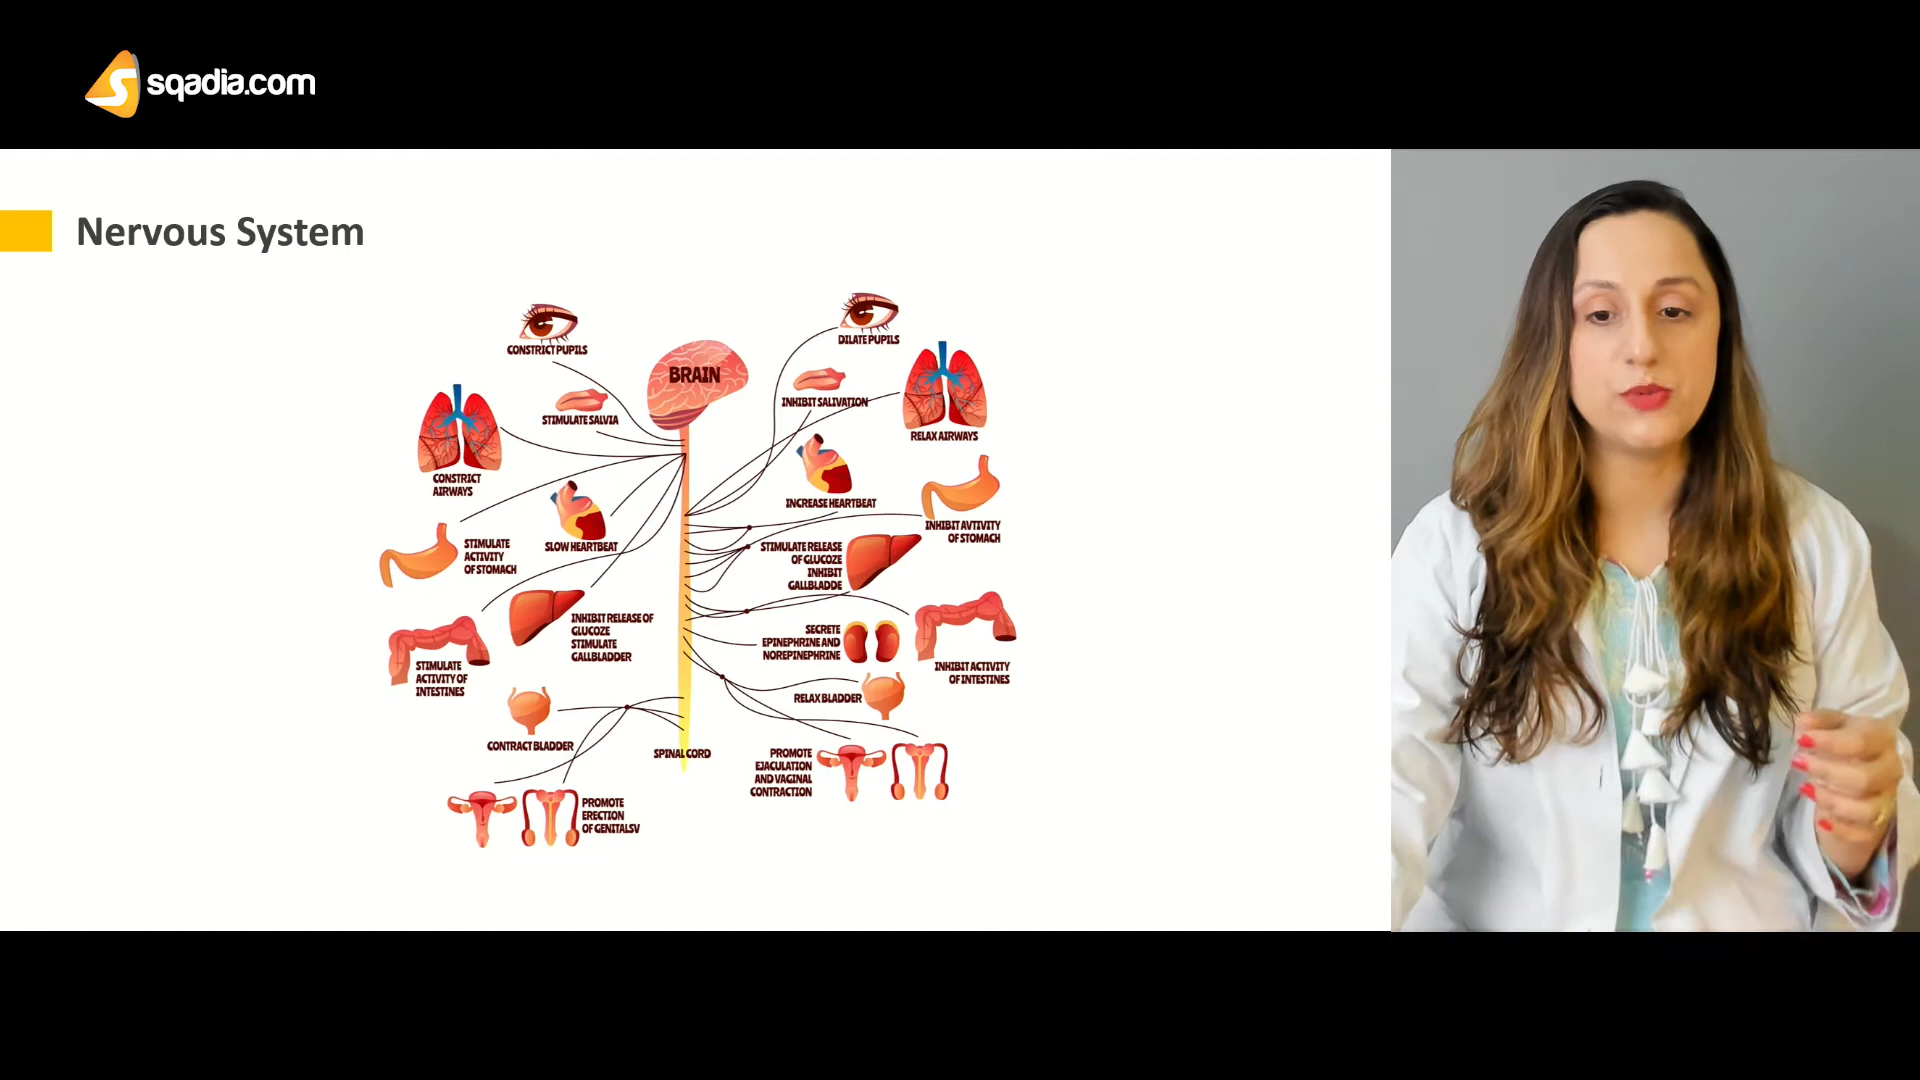 sqadia.com
Nervous System
CONSTRICT PUPILS
STIMULATE SALVIA
CONSTRICT
AIRWAYS
SLOW HEARTBEAT
STIMULATE
ACTIVITY
OF STOMACH
INHIBIT RELEASE OF
GLUCOZE
STIMULATE
GALLBLADDER
STIMULATE
ACTIVITY OF
INTESTINES
CONTRACT BLADDER
PROMOTE
ERECTION
OF GENITALSV
BRAIN
SPINAL CORD
DILATE PUPILS
INHIBIT SALIVATION
RELAX AIRWAYS
INCREASE HEARTBEAT
INHIBIT AVTIVITY
OF STOMACH
STIMULATE RELEASE
OF GLUCOZE
INHIBIT
GALLBLADDE
SECRETE
EPINEPHRINE AND
NOREPINEPHRINE
INHIBIT ACTIVITY
OF INTESTINES
RELAX BLADDER
PROMOTE
EJACULATION
AND VAGINAL
CONTRACTION